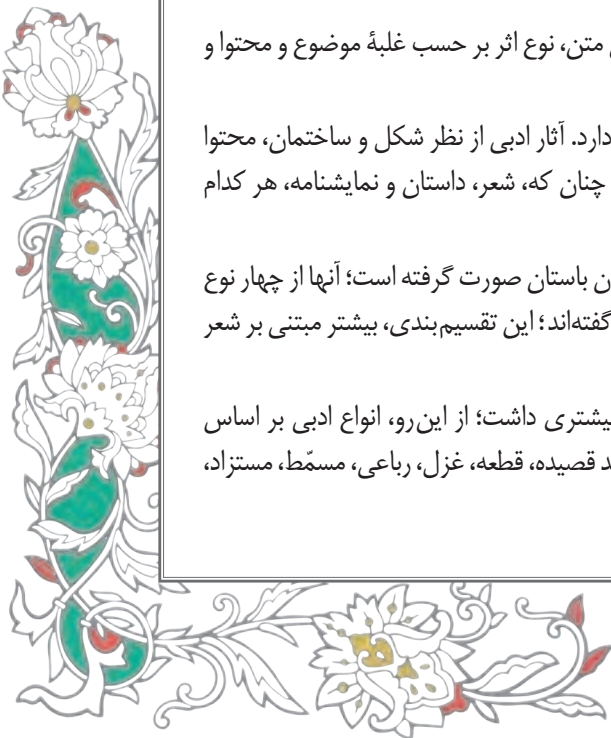 متن، نوع اثر بر حسب غلبهٔ موضوع و محتوا و
دارد. آثار ادبی از نظر شکل و ساختمان، محتوا
چنان که، شعر، داستان و نمایشنامه، هر کدام
باستان صورت گرفته است؛ آنها از چهار نوع
گفته‌اند؛ این تقسیم‌بندی، بیشتر مبتنی بر شعر
بیشتری داشت؛ از این‌رو، انواع ادبی بر اساس
قصیده، قطعه، غزل، رباعی، مسمّط، مستزاد،